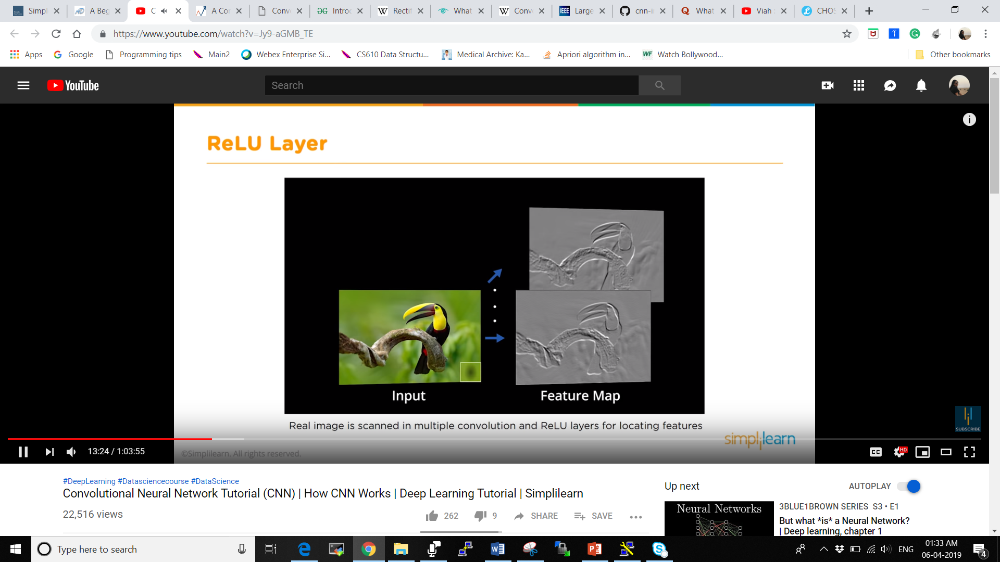 Simpl
A Beg
C
A Cor
Conv
Introc
Rectif
What
Conv
IEEE
Large
cnn-i
What
Viah
CHOS
https://www.youtube.com/watch?v=Jy9-aGMB_TE
Apps
Google
Programming tips
Main2
Webex Enterprise Si...
CS610 Data Structu...
Medical Archive: Ka...
Apriori algorithm in...
WF
Watch Bollywood...
Other bookmarks
YouTube
Search
ReLU Layer
Input
Feature Map
Real image is scanned in multiple convolution and ReLU layers for locating features
simplilearn
SUBSCRIBE
13:24 / 1:03:55
©Simplilearn. All rights reserved.
CC
HD
#DeepLearning #Datasciencecourse #DataScience
Convolutional Neural Network Tutorial (CNN) | How CNN Works | Deep Learning Tutorial | Simplilearn
22,516 views
262
9
SHARE
SAVE
Up next
AUTOPLAY
Neural Networks
3BLUE1BROWN SERIES S3 • E1
But what *is* a Neural Network?
| Deep learning, chapter 1
Type here to search
ENG
01:33 AM
06-04-2019
4